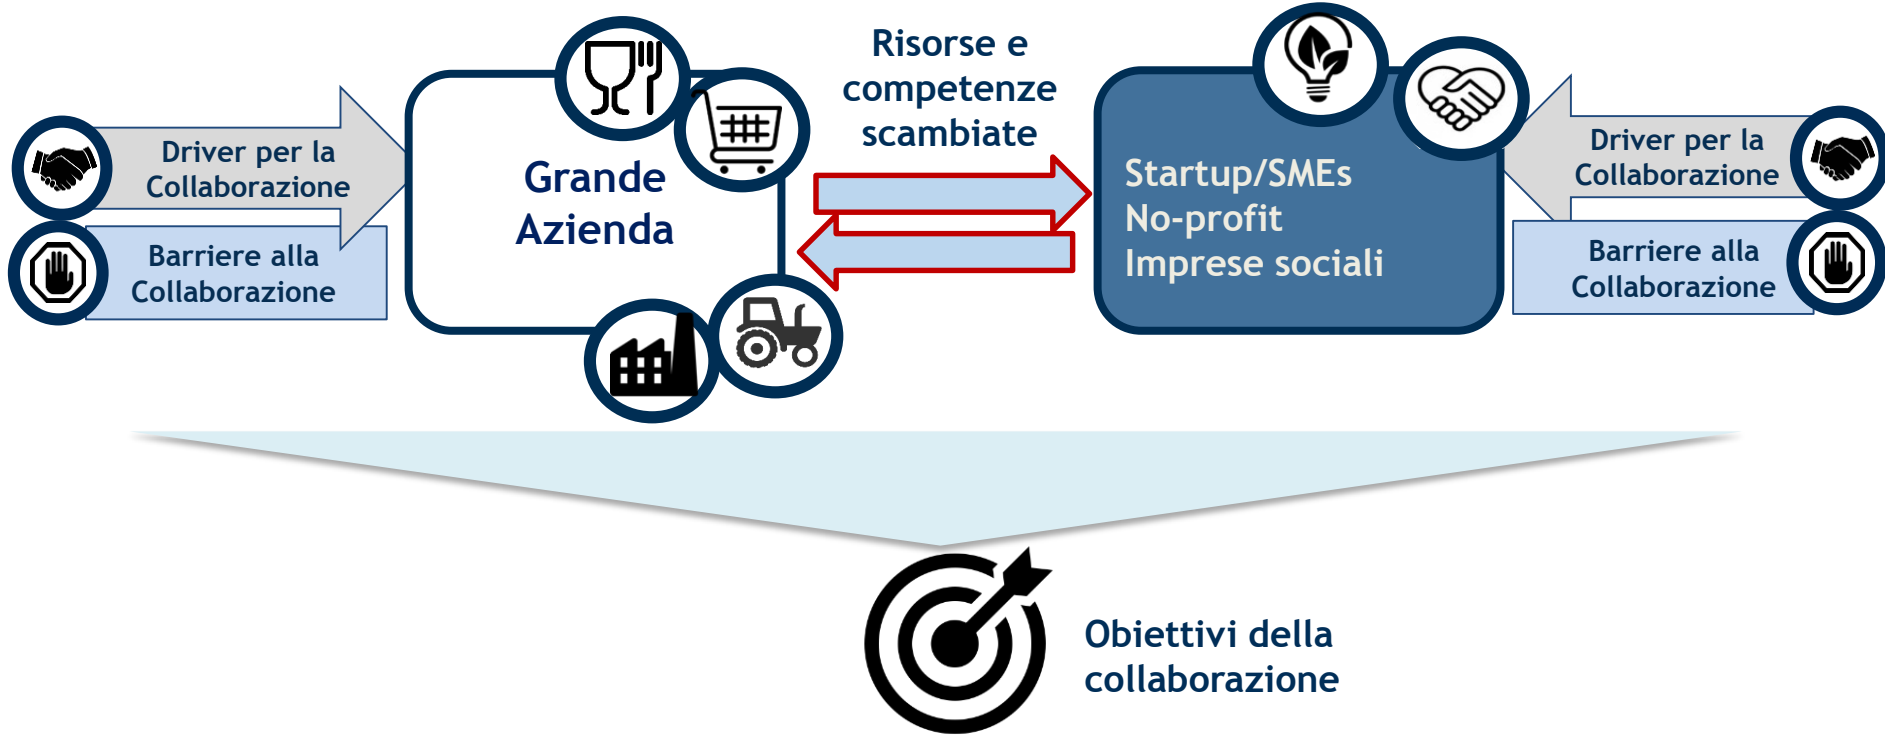 Driver per la
Collaborazione
Barriere alla
Collaborazione
Grande
Azienda
Risorse e
competenze
scambiate
Startup/SMEs
No-profit
Imprese sociali
Driver per la
Collaborazione
Barriere alla
Collaborazione
Obiettivi della
collaborazione